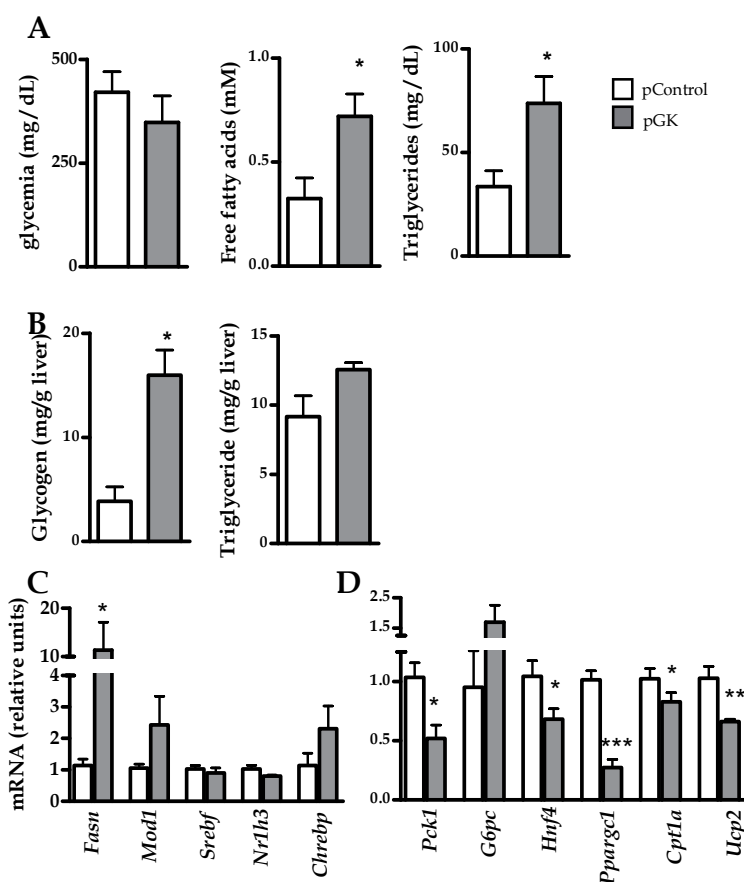 A
glycemia (mg/dL)
500
250
0
Free fatty acids (mM)
1.0
0.5
0.0
*
Triglycerides (mg/dL)
100
50
0
*
pControl
pGK
B
Glycogen (mg/g liver)
20
10
0
*
Triglyceride (mg/g liver)
15
10
5
0
C
mRNA (relative units)
20
10
4
3
2
1
0
*
Fasn
Mod1
Srebf
Nr1h3
Chrebp
D
2.5
1.5
1.0
0.5
0.0
*
*
***
*
**
Pck1
G6pc
Hnf4
Ppargc1
Cpt1a
Ucp2